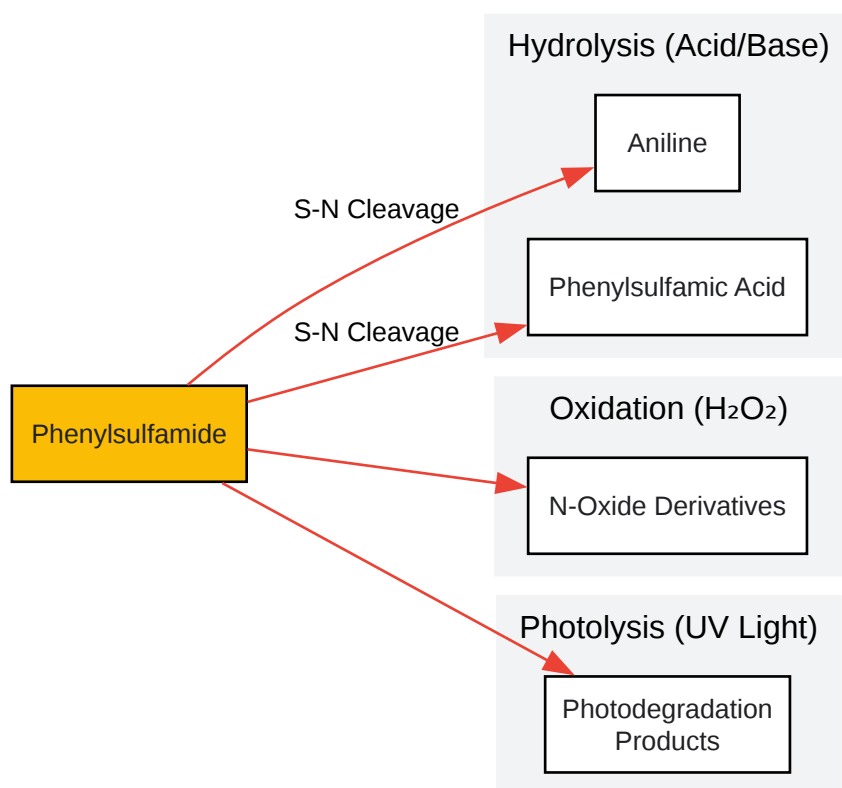 Hydrolysis (Acid/Base)
Aniline
S-N Cleavage
Phenylsulfamic Acid
S-N Cleavage
Phenylsulfamide
Oxidation (H₂O₂)
N-Oxide Derivatives
Photolysis (UV Light)
Photodegradation
Products